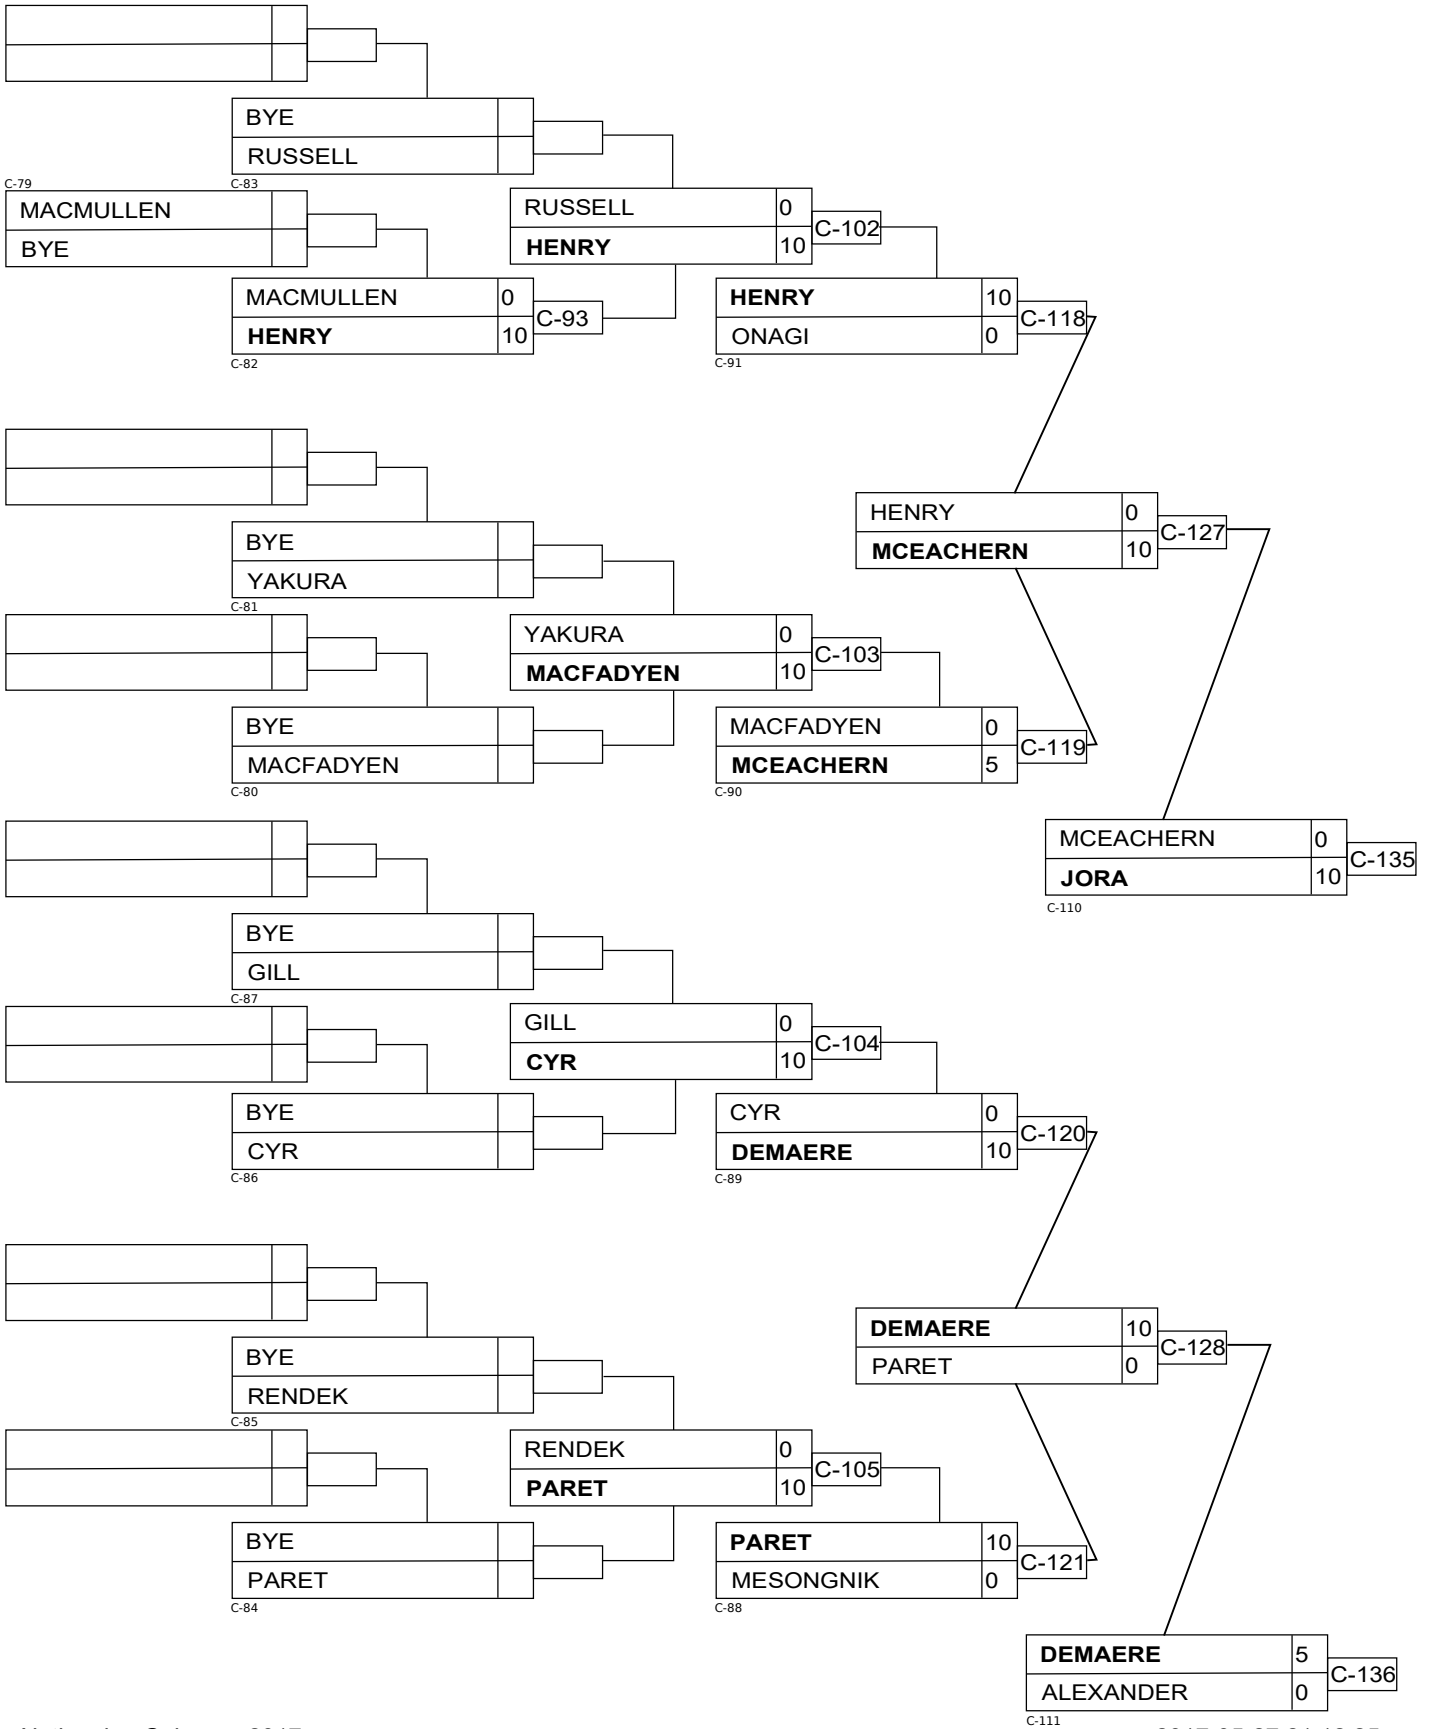 BYE
RUSSELL
C-79
C-83
MACMULLEN
BYE
RUSSELL 0
HENRY 10
C-102
MACMULLEN 0
HENRY 10
C-93
C-82
HENRY 10
ONAGI 0
C-118
C-91
HENRY 0
MCEACHERN 10
C-127
BYE
YAKURA
C-81
YAKURA 0
MACFADYEN 10
C-103
BYE
MACFADYEN
C-80
MACFADYEN 0
MCEACHERN 5
C-119
C-90
MCEACHERN 0
JORA 10
C-135
C-110
BYE
GILL
C-87
GILL 0
CYR 10
C-104
BYE
CYR
C-86
CYR 0
DEMAERE 10
C-120
C-89
DEMAERE 10
PARET 0
C-128
BYE
RENDEK
C-85
RENDEK 0
PARET 10
C-105
BYE
PARET
C-84
PARET 10
MESONGNIK 0
C-121
C-88
DEMAERE 5
ALEXANDER 0
C-136
C-111